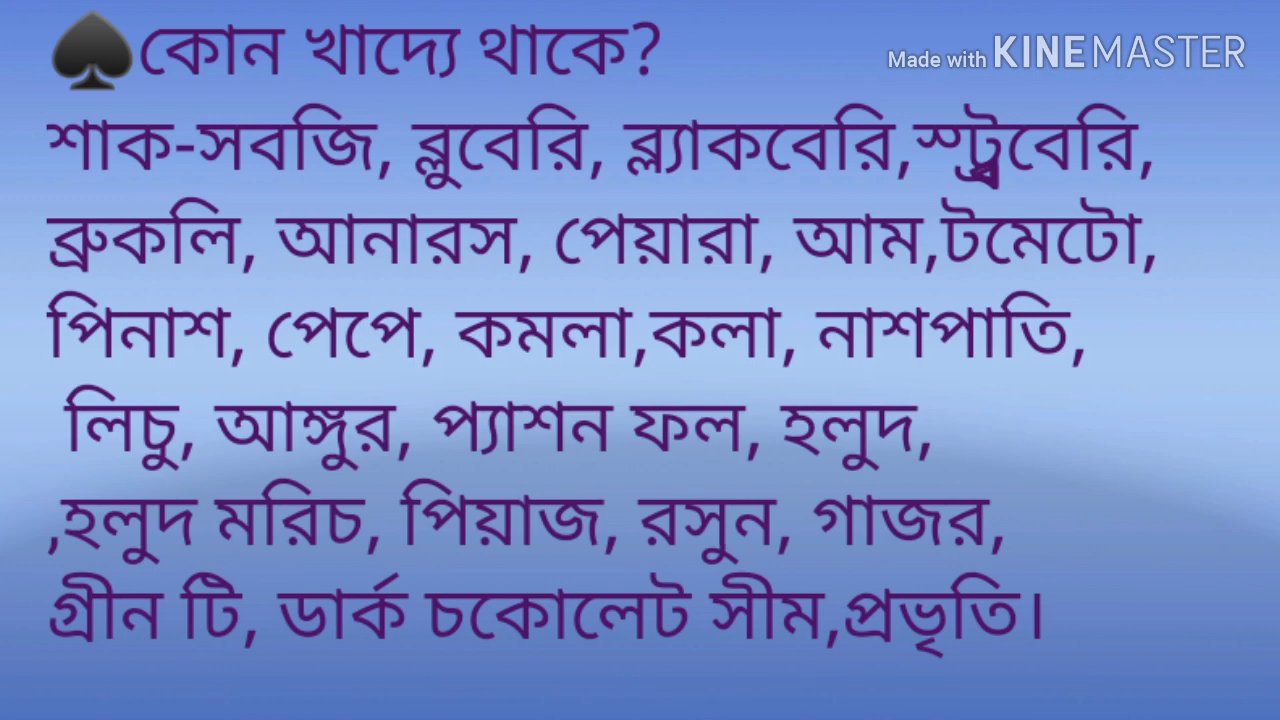 ♠কোন খাদ্যে থাকে?
Made with KINEMASTER
শাক-সবজি, ব্লুবেরি, ব্ল্যাকবেরি,স্ট্রবেরি,
ব্রুকলি, আনারস, পেয়ারা, আম,টমেটো,
পিনাশ, পেপে, কমলা,কলা, নাশপাতি,
লিচু, আঙ্গুর, প্যাশন ফল, হলুদ,
,হলুদ মরিচ, পিয়াজ, রসুন, গাজর,
গ্রীন টি, ডার্ক চকোলেট সীম,প্রভৃতি।